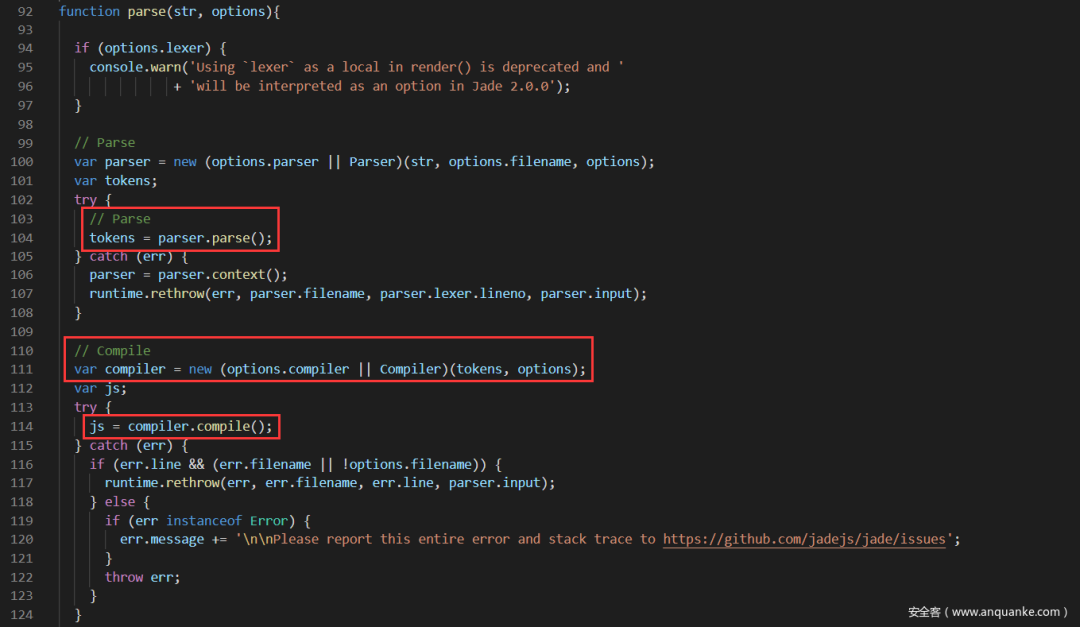 92 function parse(str, options){
93
94 if (options.lexer) {
95 console.warn('Using `lexer` as a local in render() is deprecated and '
96 + 'will be interpreted as an option in Jade 2.0.0');
97 }
98
99 // Parse
100 var parser = new (options.parser || Parser)(str, options.filename, options);
101 var tokens;
102 try {
103 // Parse
104 tokens = parser.parse();
105 } catch (err) {
106 parser = parser.context();
107 runtime.rethrow(err, parser.filename, parser.lexer.lineno, parser.input);
108 }
109
110 // Compile
111 var compiler = new (options.compiler || Compiler)(tokens, options);
112 var js;
113 try {
114 js = compiler.compile();
115 } catch (err) {
116 if (err.line && (err.filename || !options.filename)) {
117 runtime.rethrow(err, err.filename, err.line, parser.input);
118 } else {
119 if (err instanceof Error) {
120 err.message += '\n\nPlease report this entire error and stack trace to https://github.com/jadejs/jade/issues';
121 }
122 throw err;
123 }
124 }
安全客（www.anquanke.com）